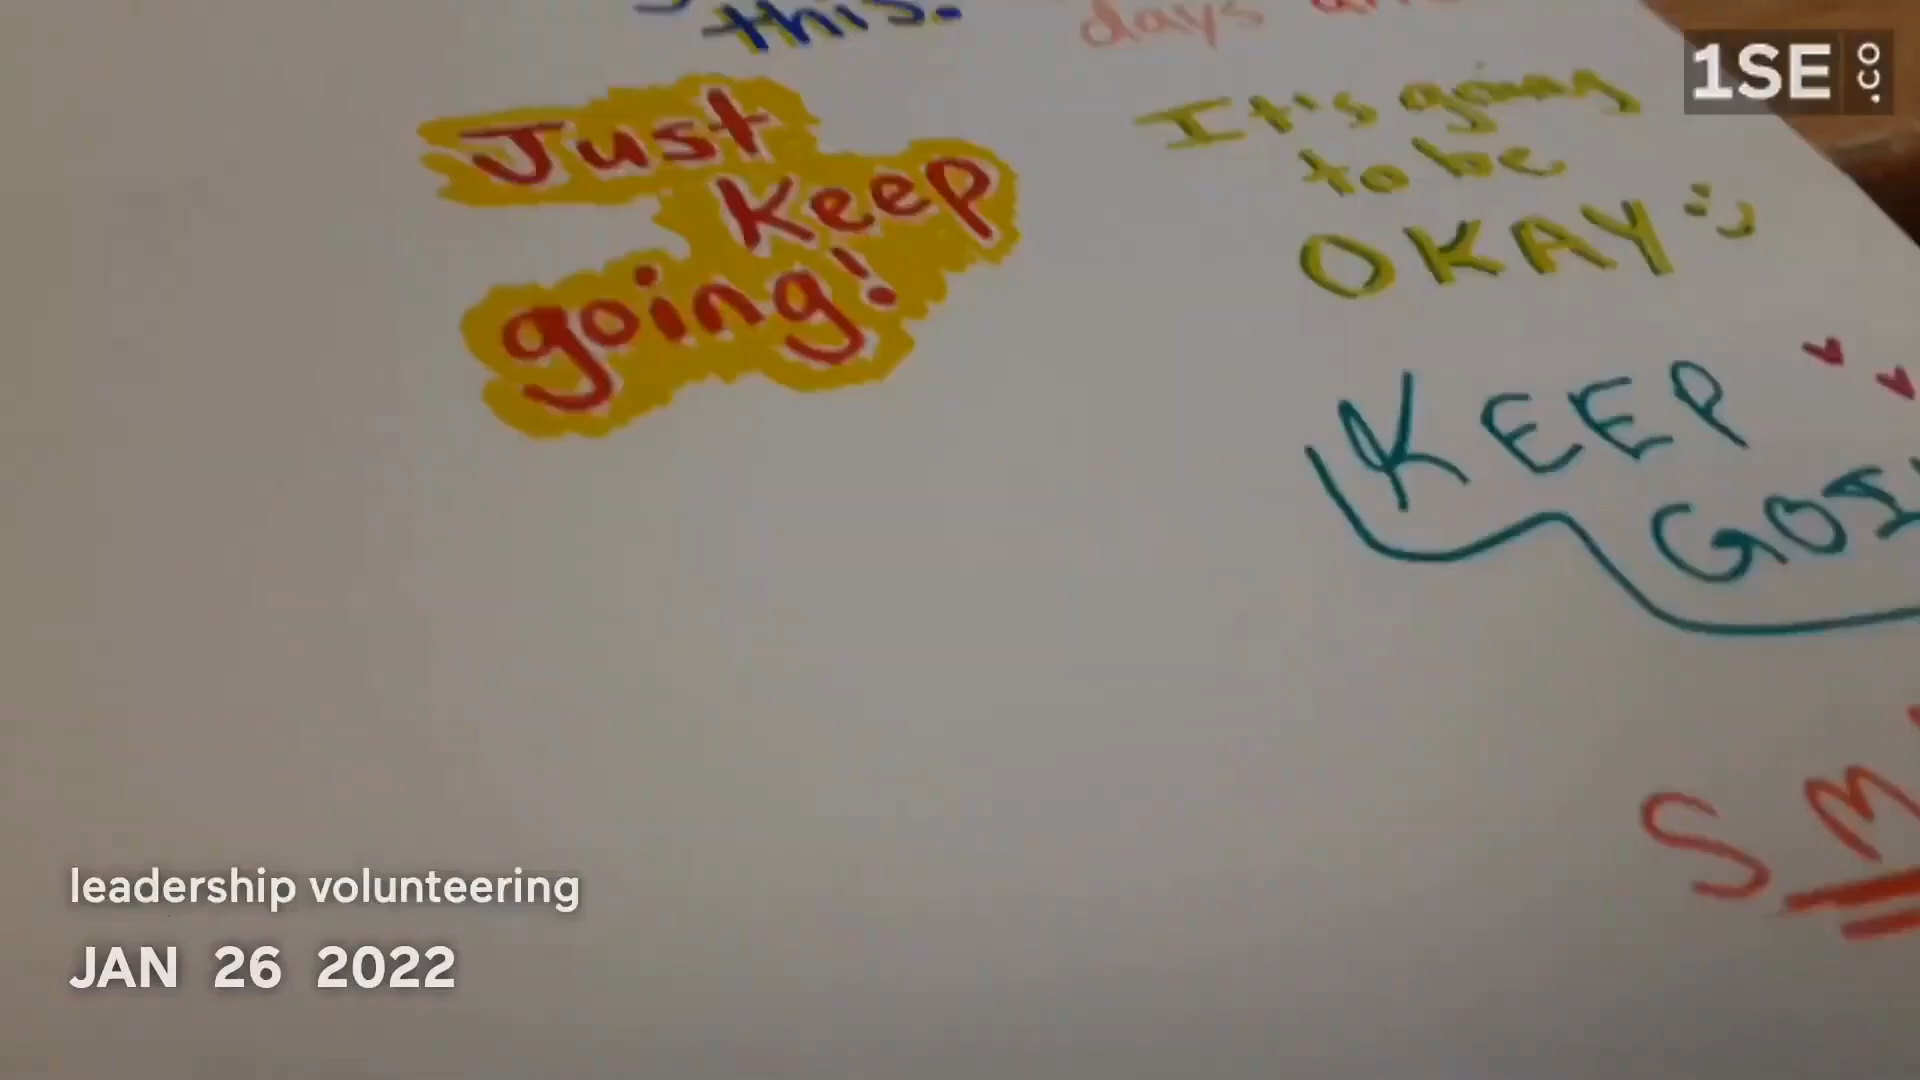 this.
days
1SE .co
Just
Keep
going!
It's going
to be
OKAY :)
KEEP
leadership volunteering
JAN 26 2022